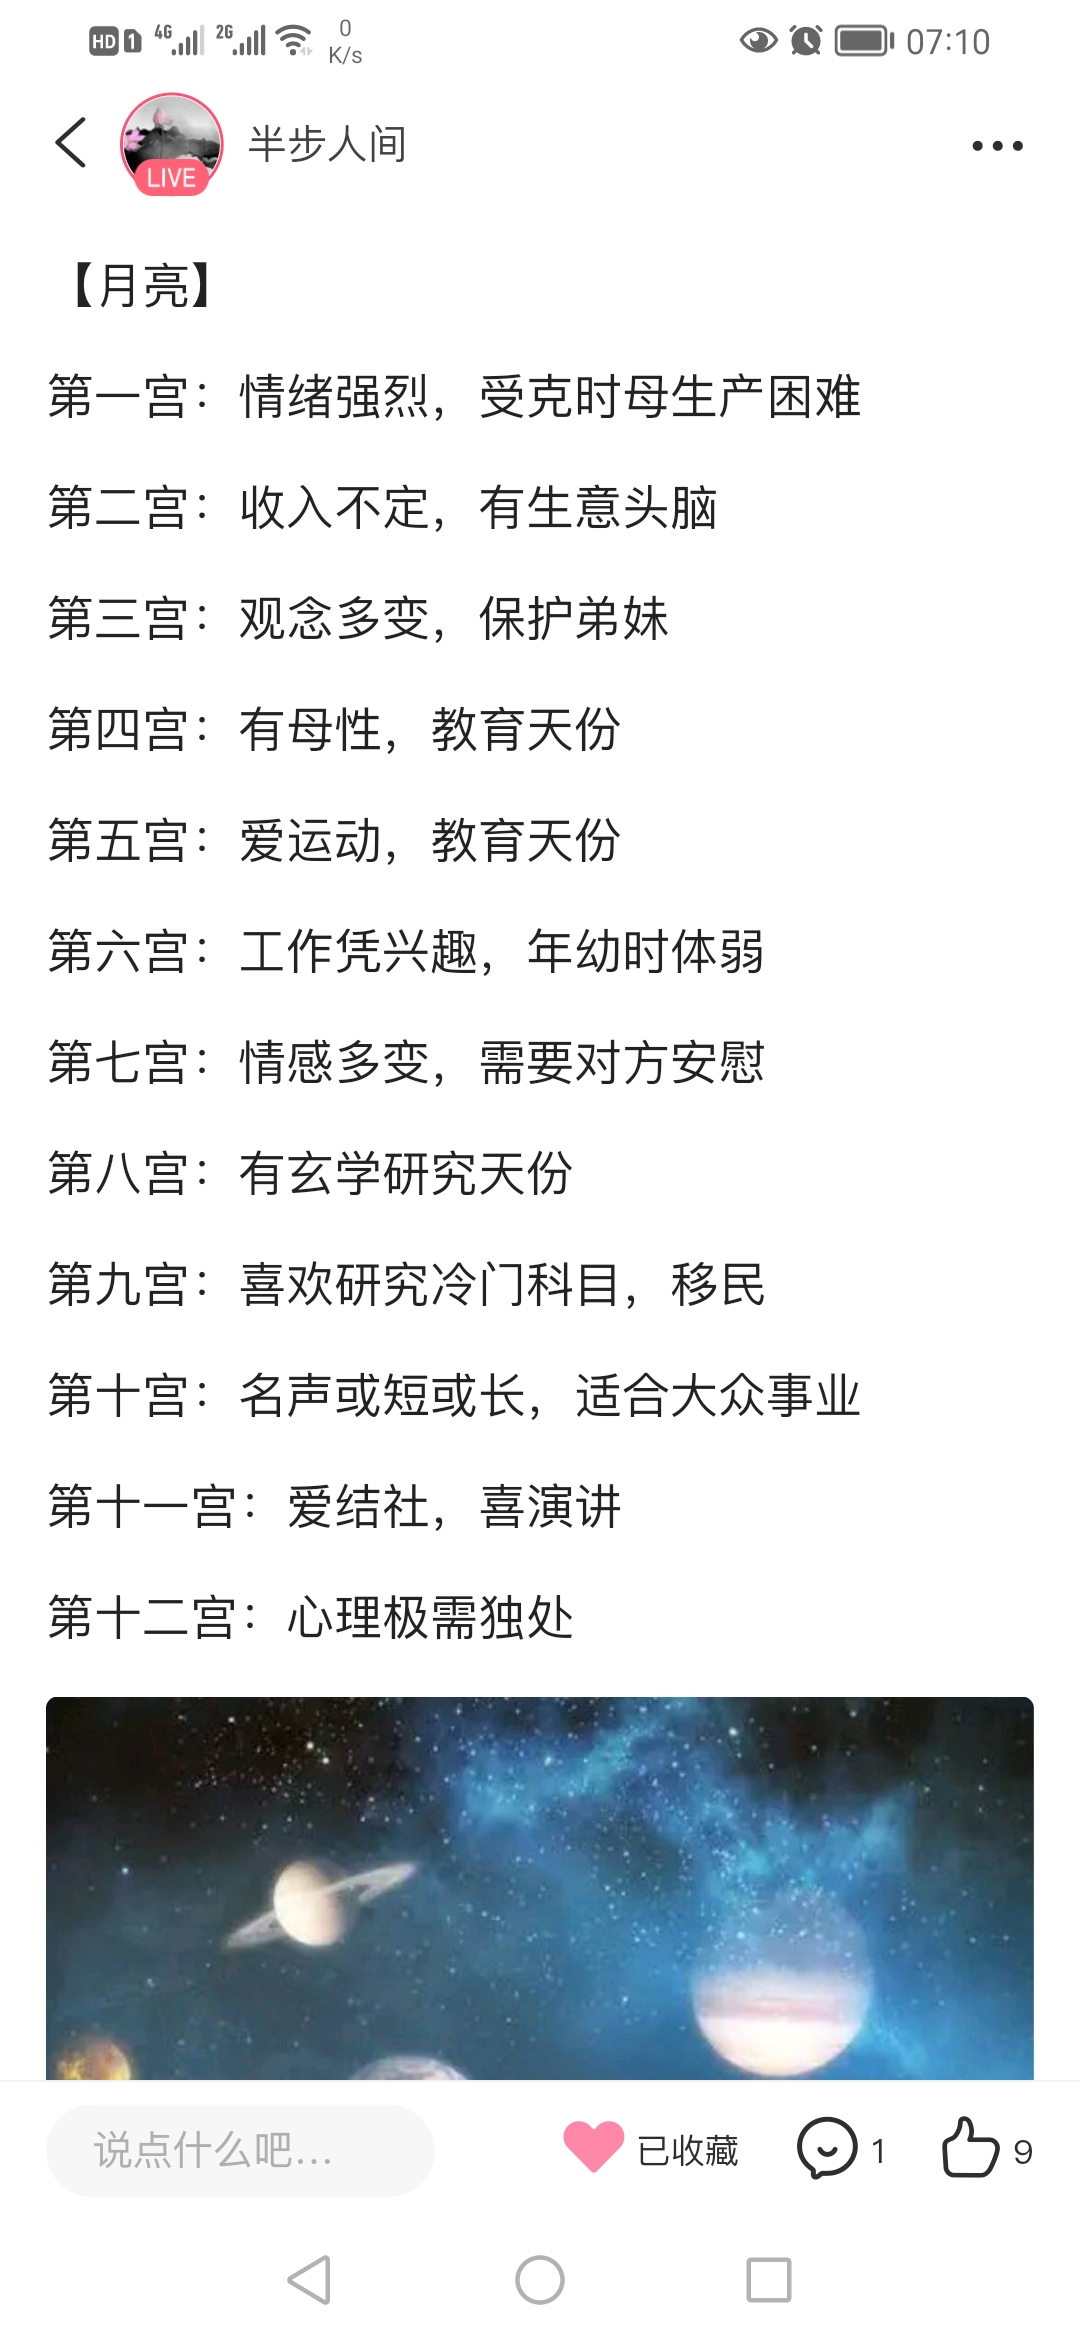 HD 1 4G 2G 0 K/s 07:10
LIVE 半步人间
【月亮】
第一宫：情绪强烈，受克时母生产困难
第二宫：收入不定，有生意头脑
第三宫：观念多变，保护弟妹
第四宫：有母性，教育天份
第五宫：爱运动，教育天份
第六宫：工作凭兴趣，年幼时体弱
第七宫：情感多变，需要对方安慰
第八宫：有玄学研究天份
第九宫：喜欢研究冷门科目，移民
第十宫：名声或短或长，适合大众事业
第十一宫：爱结社，喜演讲
第十二宫：心理极需独处
说点什么吧... 已收藏 1 9